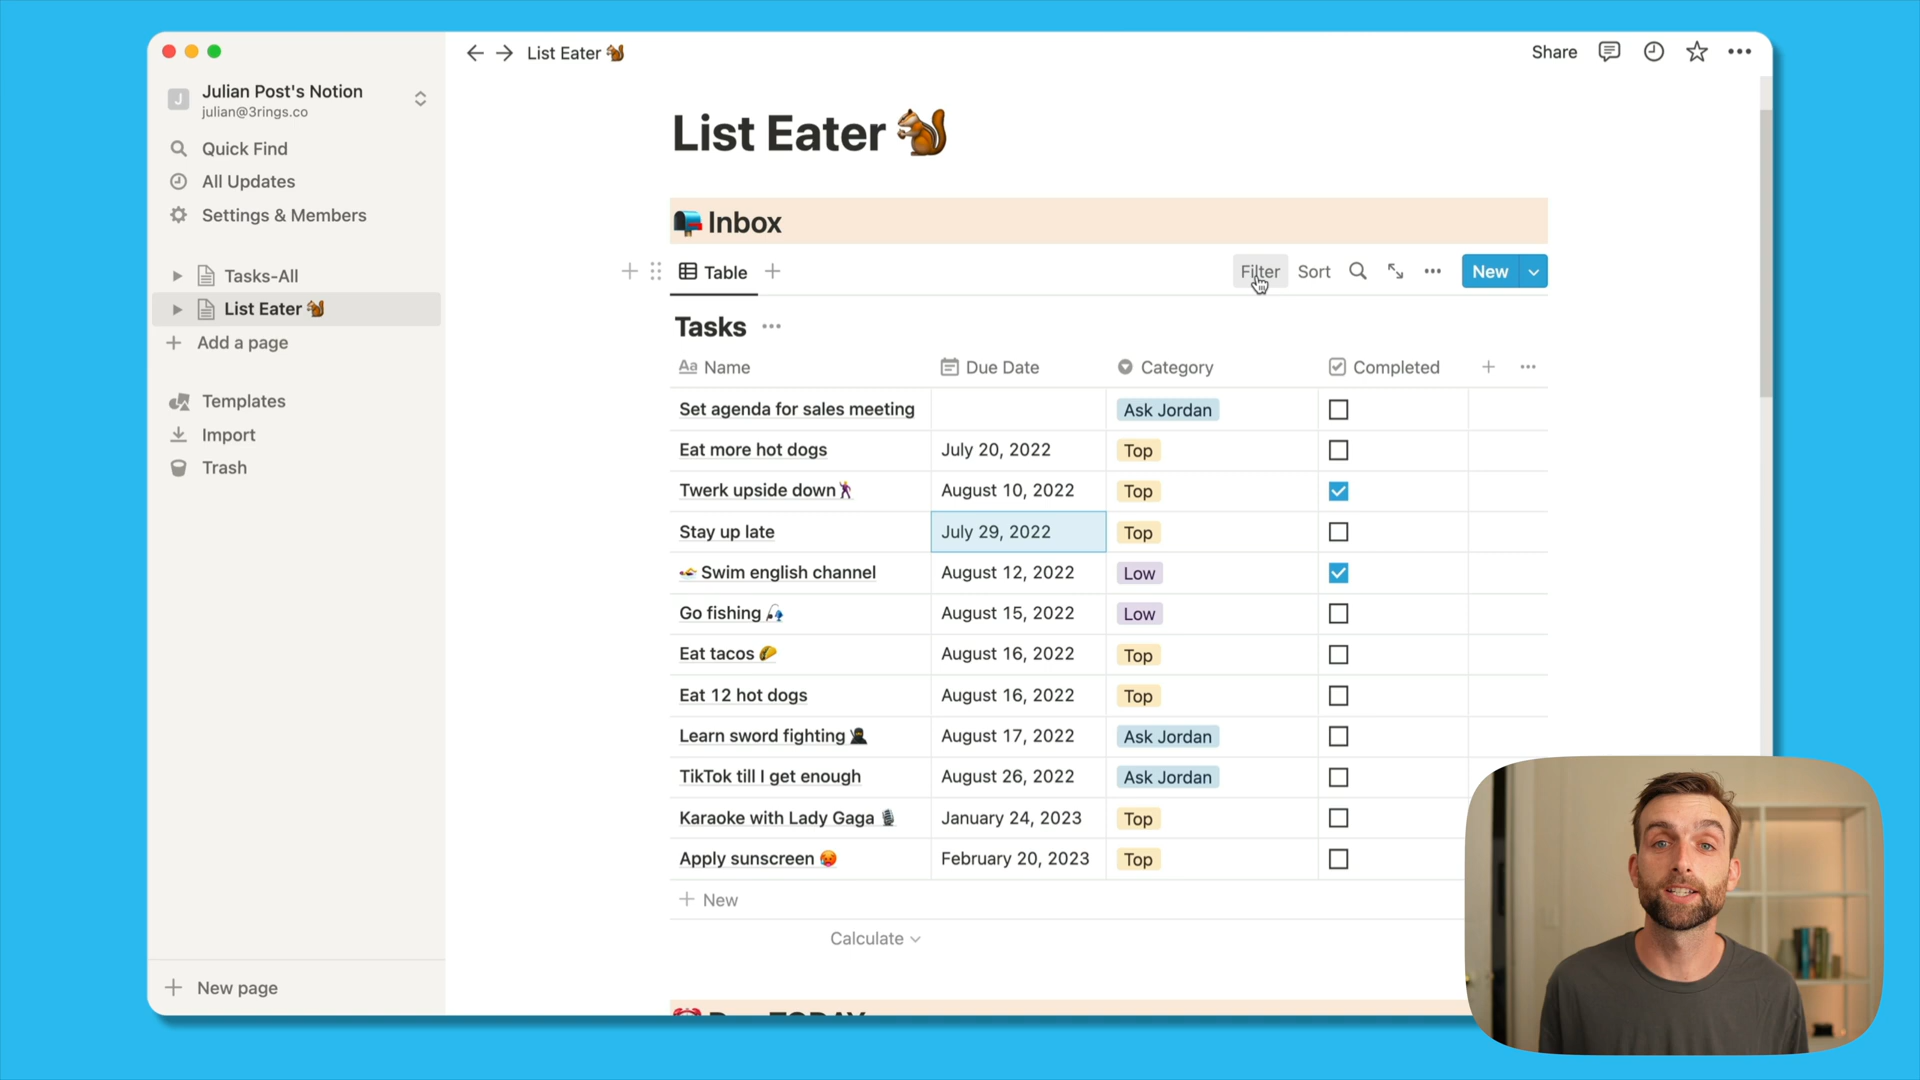 List Eater 🐿️
Share
Julian Post's Notion
julian@3rings.co
J
Quick Find
All Updates
Settings & Members
Tasks-All
List Eater 🐿️
Add a page
Templates
Import
Trash
New page
List Eater 🐿️
📭 Inbox
Table
Filter Sort New
Tasks
Aa Name Due Date Category Completed
Set agenda for sales meeting Ask Jordan
Eat more hot dogs July 20, 2022 Top
Twerk upside down August 10, 2022 Top
Stay up late July 29, 2022 Top
Swim english channel August 12, 2022 Low
Go fishing 🎣 August 15, 2022 Low
Eat tacos 🌮 August 16, 2022 Top
Eat 12 hot dogs August 16, 2022 Top
Learn sword fighting 🥷 August 17, 2022 Ask Jordan
TikTok till I get enough August 26, 2022 Ask Jordan
Karaoke with Lady Gaga 🎙️ January 24, 2023 Top
Apply sunscreen 🥵 February 20, 2023 Top
New
Calculate
TODAY